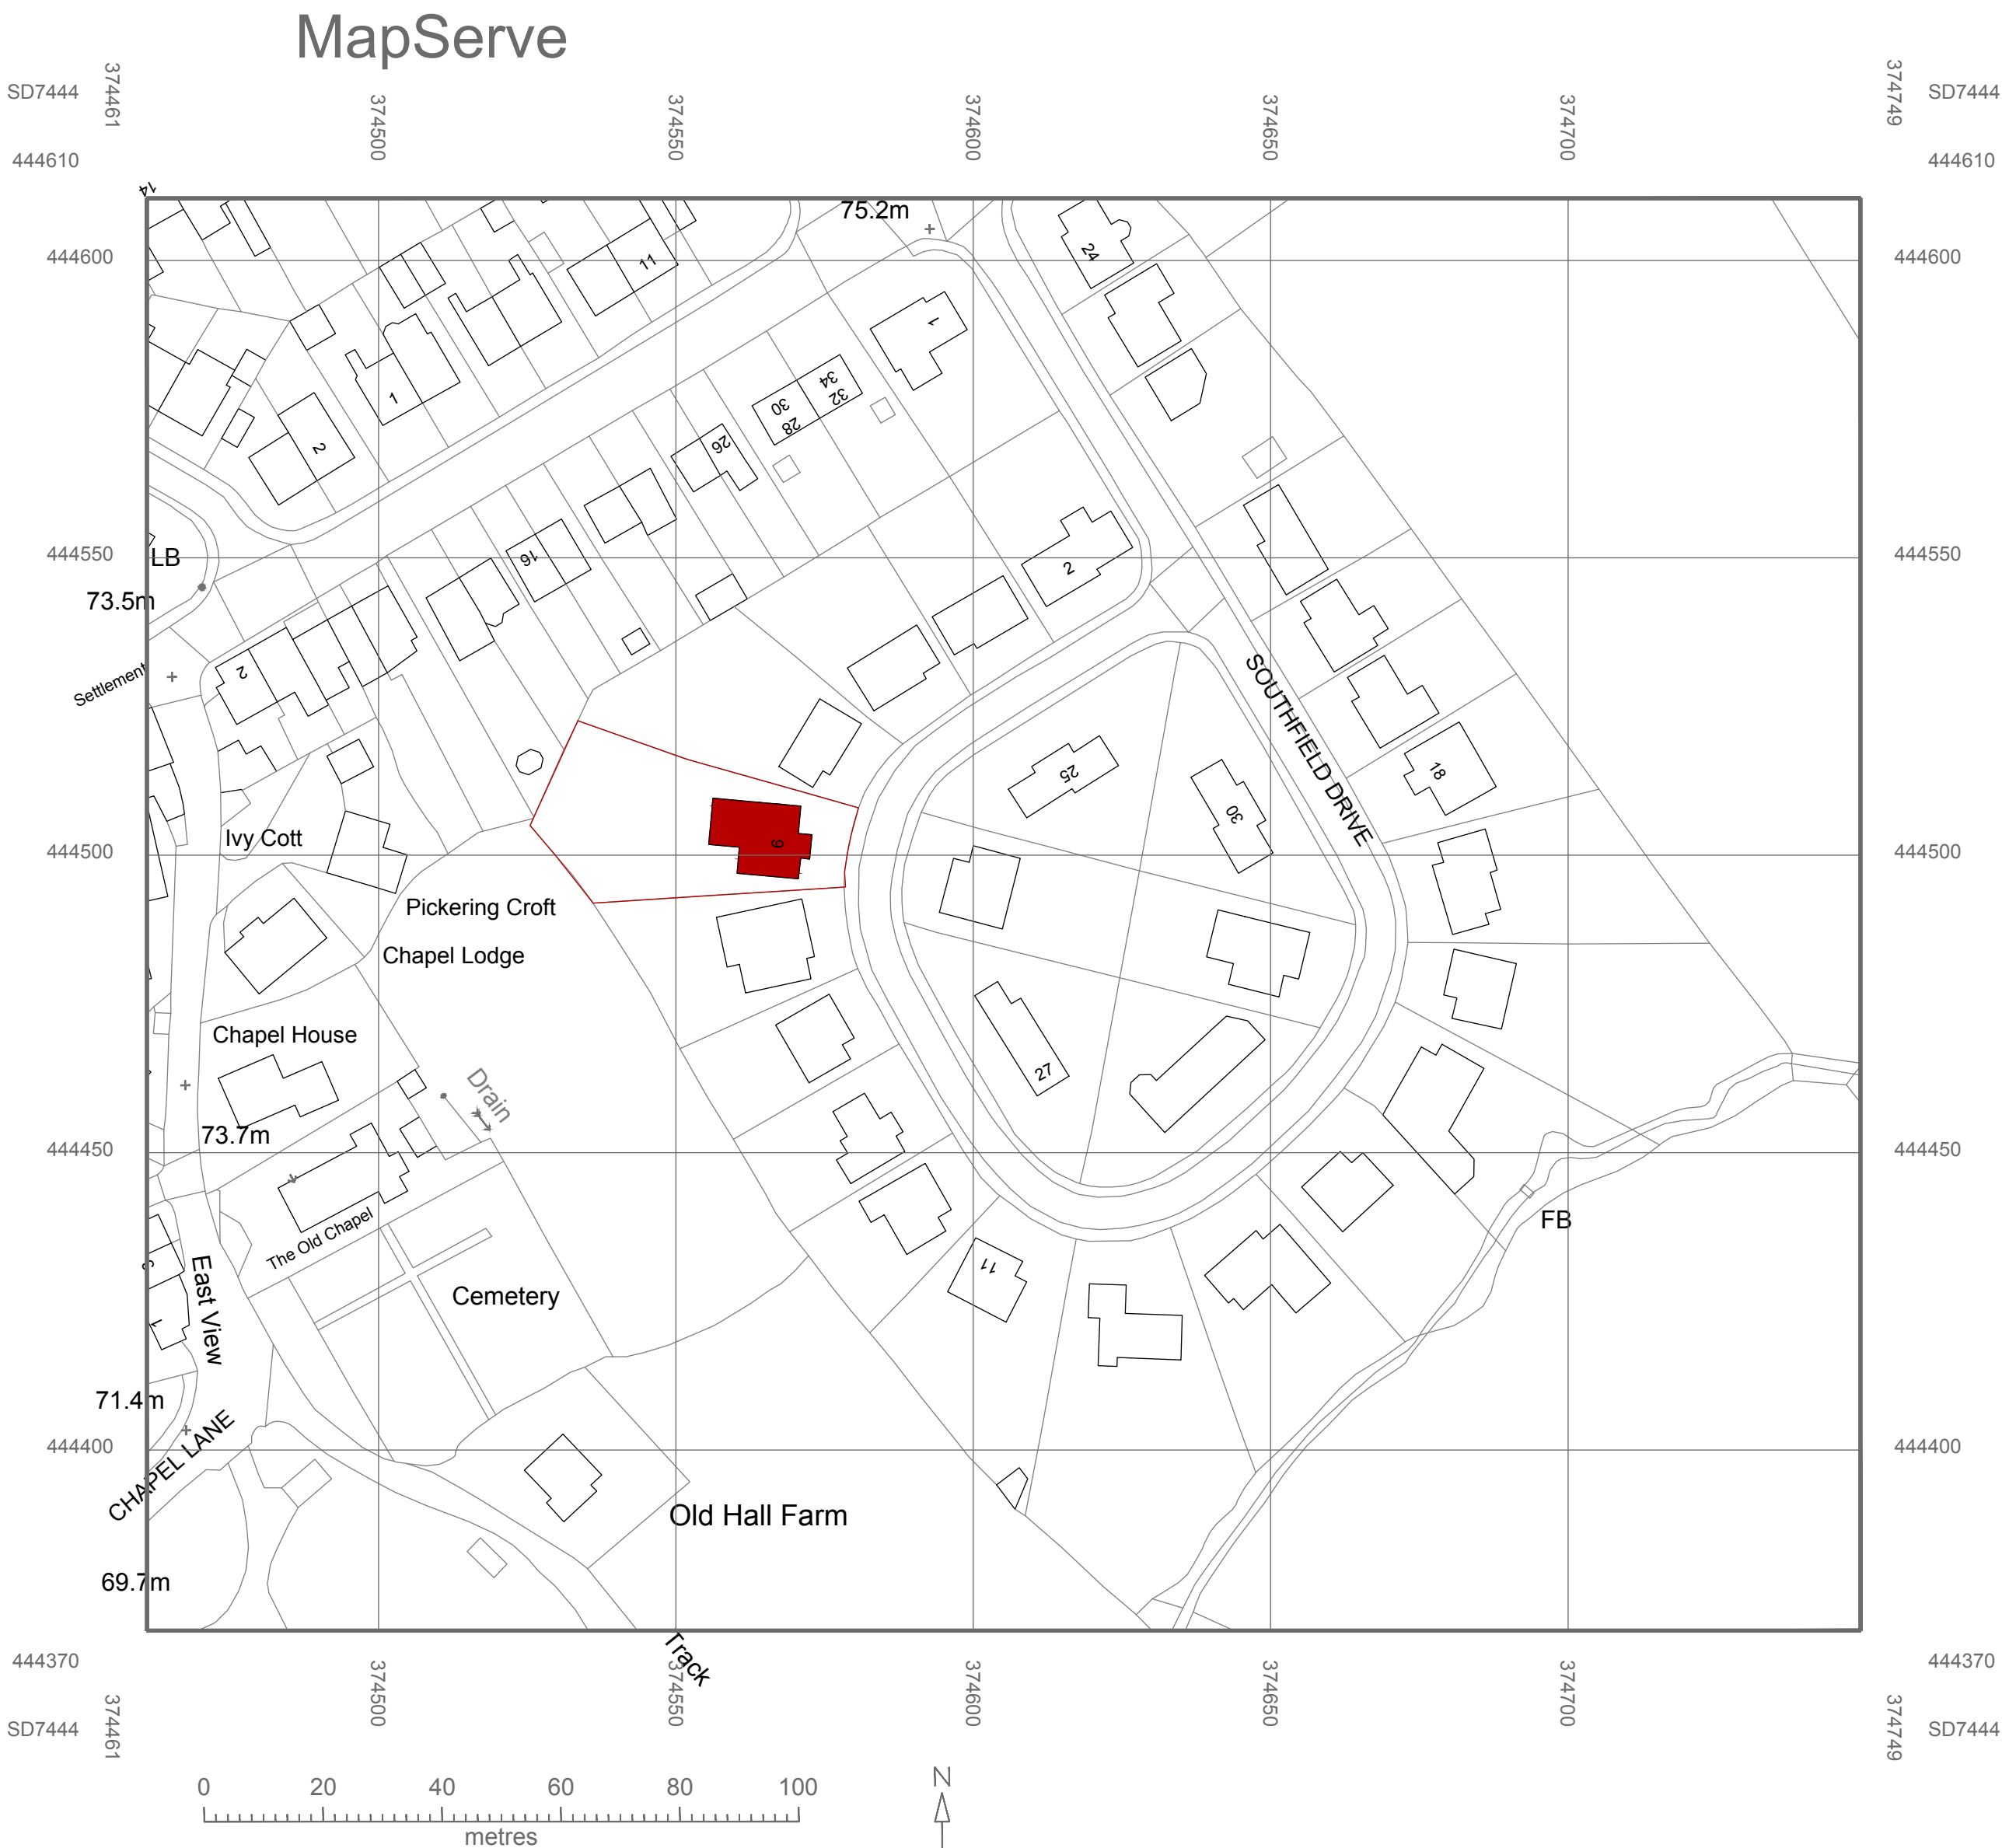 MapServe
SD7444
374461
374500
374550
374600
374650
374700
374749
SD7444
444610
444610
14
75.2m
24
444600
444600
11
1
1
34
32
30
28
26
2
LB
16
2
444550
444550
73.5m
Settlement
2
SOUTHFIELD DRIVE
25
30
18
Ivy Cott
9
444500
444500
Pickering Croft
Chapel Lodge
Chapel House
Drain
27
73.7m
444450
444450
FB
The Old Chapel
3
East View
Cemetery
11
1
71.4m
CHAPEL LANE
444400
444400
Old Hall Farm
69.7m
Track
444370
444370
SD7444
374461
374500
374550
374600
374650
374700
374749
SD7444
0 20 40 60 80 100
metres
N